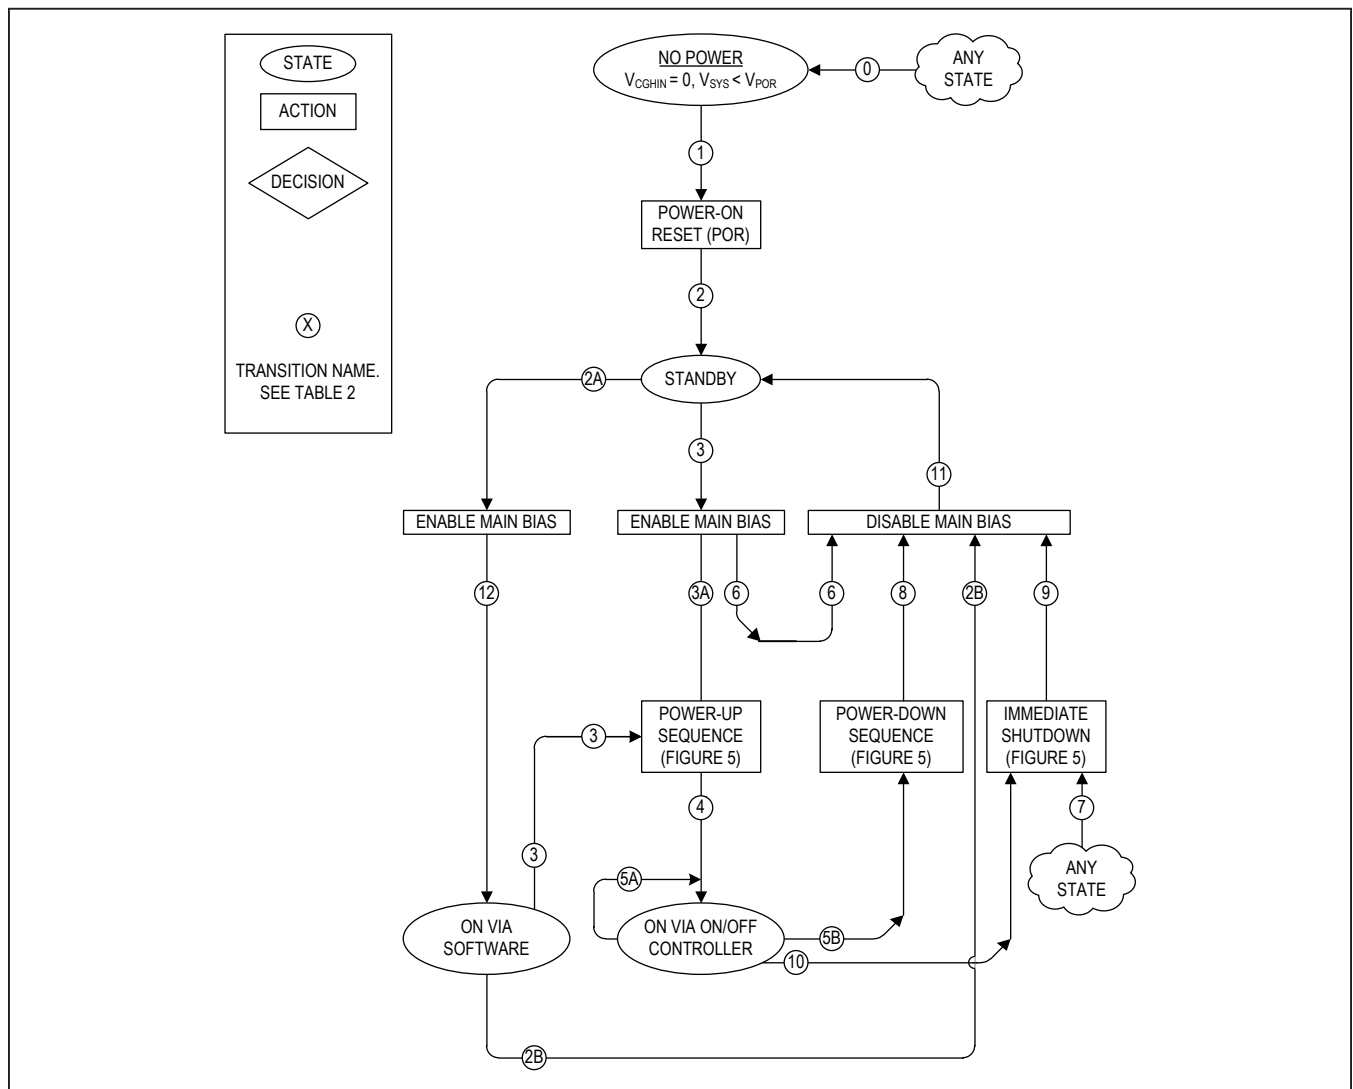 STATE
ACTION
DECISION
X
TRANSITION NAME.
SEE TABLE 2
NO POWER
VCGHIN = 0, VSYS < VPOR
0
ANY
STATE
1
POWER-ON
RESET (POR)
2
2A
STANDBY
3
11
ENABLE MAIN BIAS
ENABLE MAIN BIAS
DISABLE MAIN BIAS
12
3A
6
6
8
2B
9
3
POWER-UP
SEQUENCE
(FIGURE 5)
POWER-DOWN
SEQUENCE
(FIGURE 5)
IMMEDIATE
SHUTDOWN
(FIGURE 5)
4
7
3
5A
ANY
STATE
ON VIA
SOFTWARE
ON VIA ON/OFF
CONTROLLER
5B
10
2B